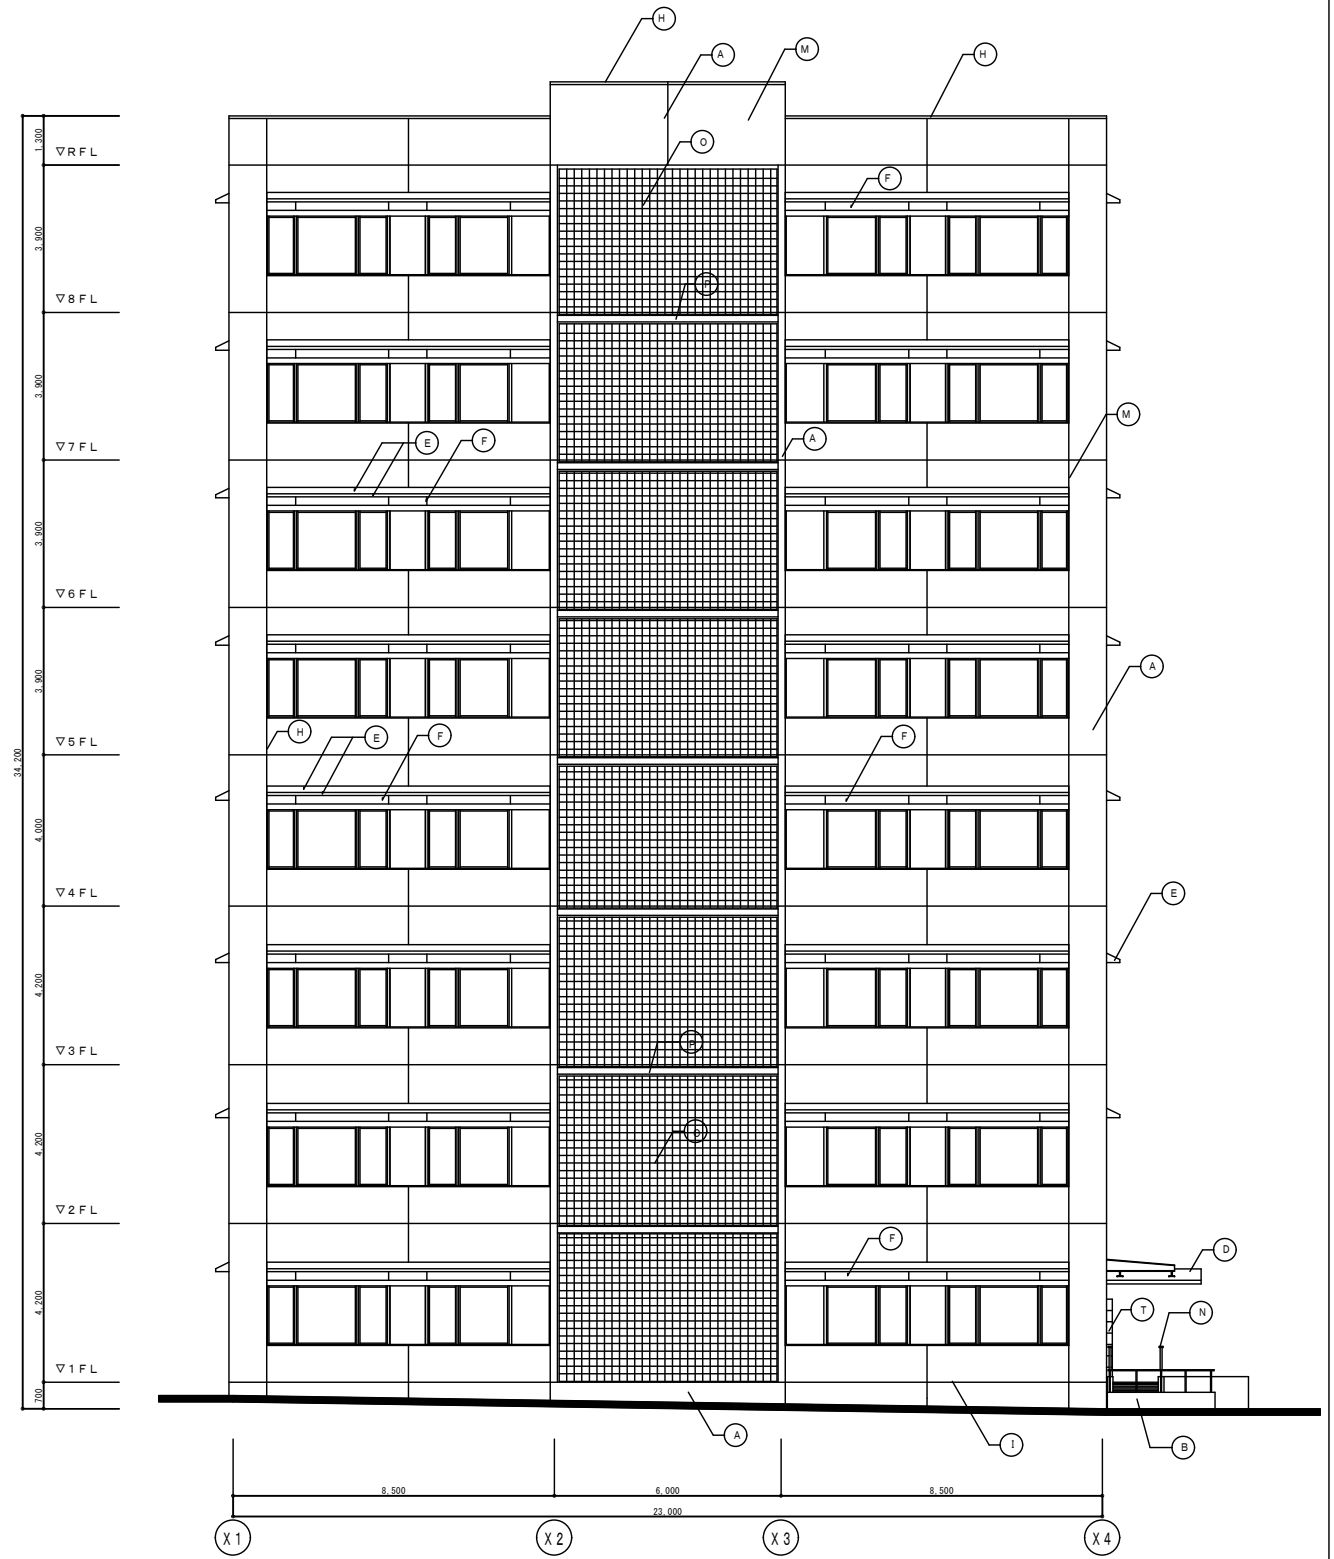 H
A
M
H
O
F
1,300
▽RFL
3,900
▽8FL
P
3,900
M
▽7FL
E
F
A
3,900
▽6FL
3,900
A
▽5FL
H
E
F
F
34,200
4,000
▽4FL
E
4,200
▽3FL
P
4,200
O
▽2FL
F
D
4,200
T
N
▽1FL
700
A
I
B
8,500
6,000
8,500
23,000
X1
X2
X3
X4